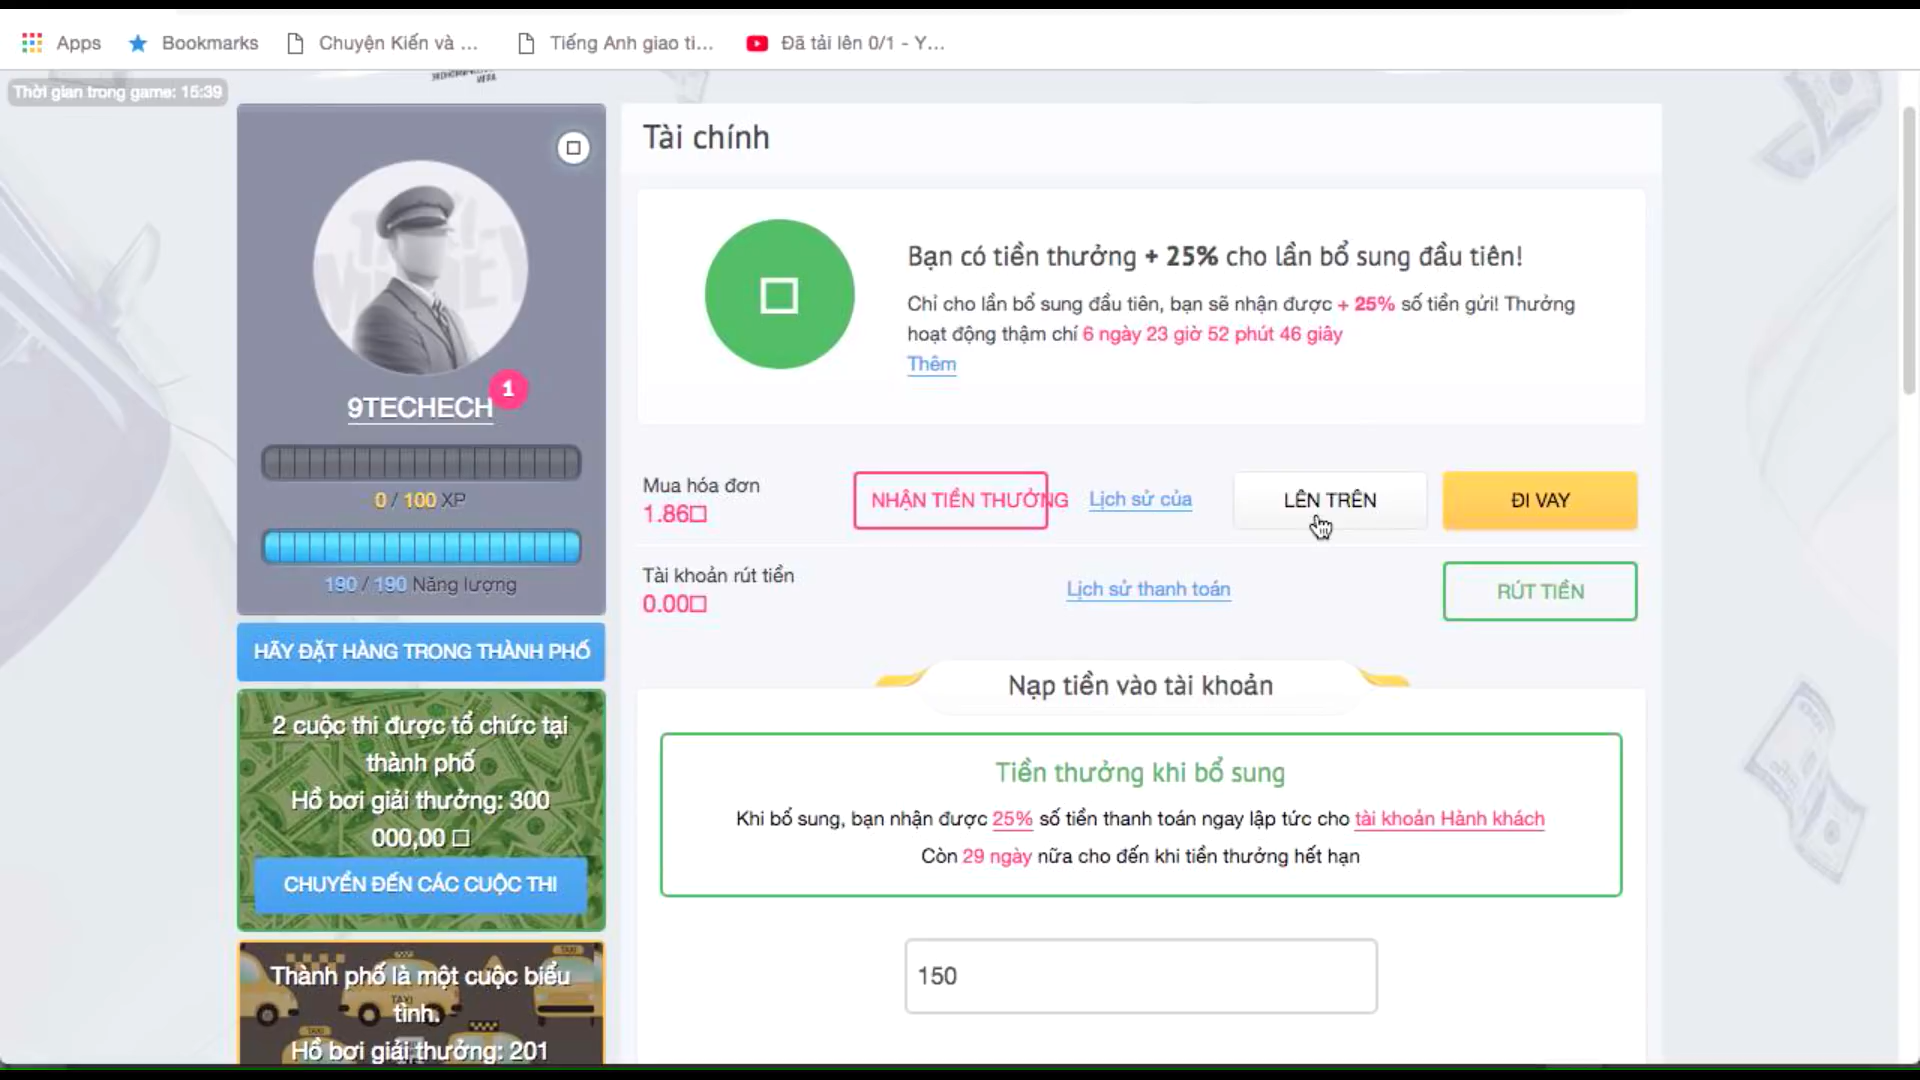 Apps
Bookmarks
Chuyện Kiến và ...
Tiếng Anh giao ti...
Đã tải lên 0/1 - Y...
Thời gian trong game: 15:39
9TECHECH
1
0 / 100 XP
190 / 190 Năng lượng
HÃY ĐẶT HÀNG TRONG THÀNH PHỐ
2 cuộc thi được tổ chức tại
thành phố
Hồ bơi giải thưởng: 300
000,00 □
CHUYỂN ĐẾN CÁC CUỘC THI
Thành phố là một cuộc biểu
tình.
Hồ bơi giải thưởng: 201
Tài chính
Bạn có tiền thưởng + 25% cho lần bổ sung đầu tiên!
Chỉ cho lần bổ sung đầu tiên, bạn sẽ nhận được + 25% số tiền gửi! Thưởng
hoạt động thậm chí 6 ngày 23 giờ 52 phút 46 giây
Thêm
Mua hóa đơn
1.86□
NHẬN TIỀN THƯỞNG
Lịch sử của
LÊN TRÊN
ĐI VAY
Tài khoản rút tiền
0.00□
Lịch sử thanh toán
RÚT TIỀN
Nạp tiền vào tài khoản
Tiền thưởng khi bổ sung
Khi bổ sung, bạn nhận được 25% số tiền thanh toán ngay lập tức cho tài khoản Hành khách
Còn 29 ngày nữa cho đến khi tiền thưởng hết hạn
150